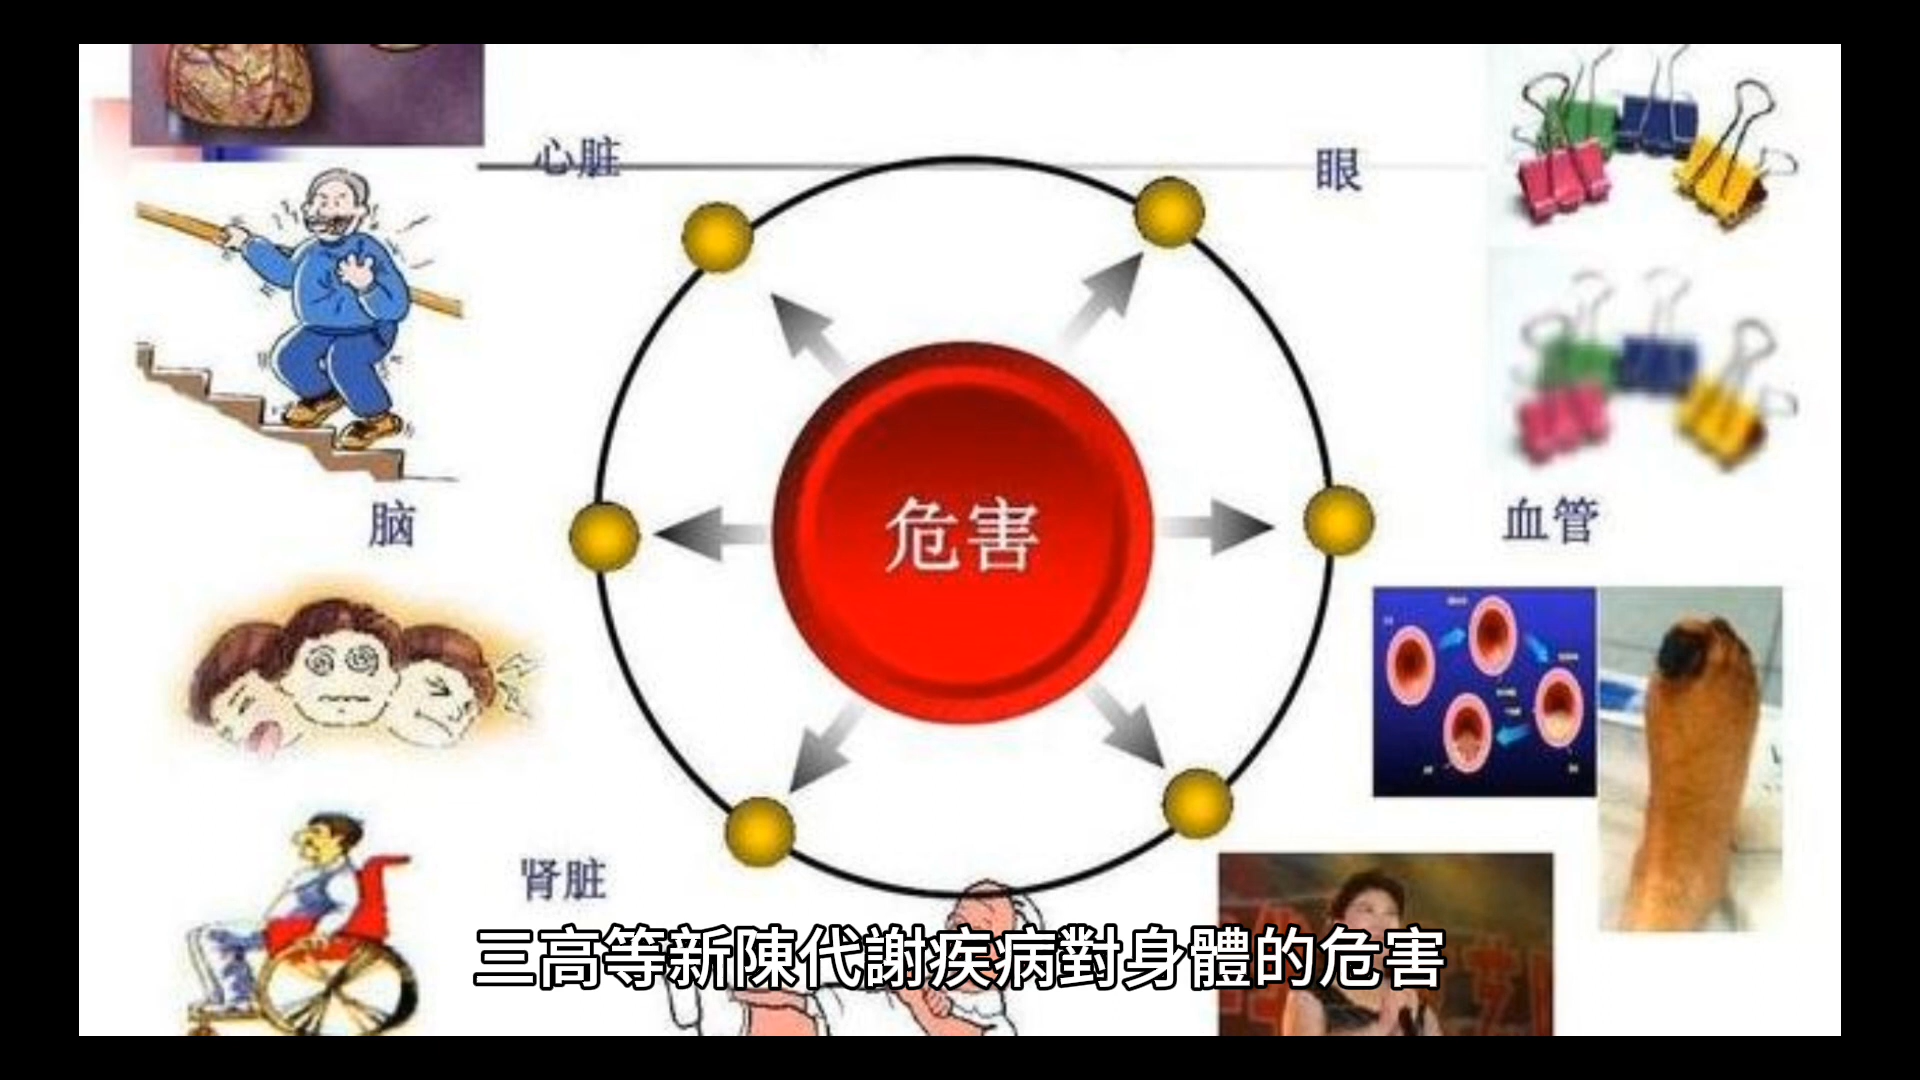 心脏
眼
脑
危害
血管
肾脏
三高等新陳代謝疾病對身體的危害